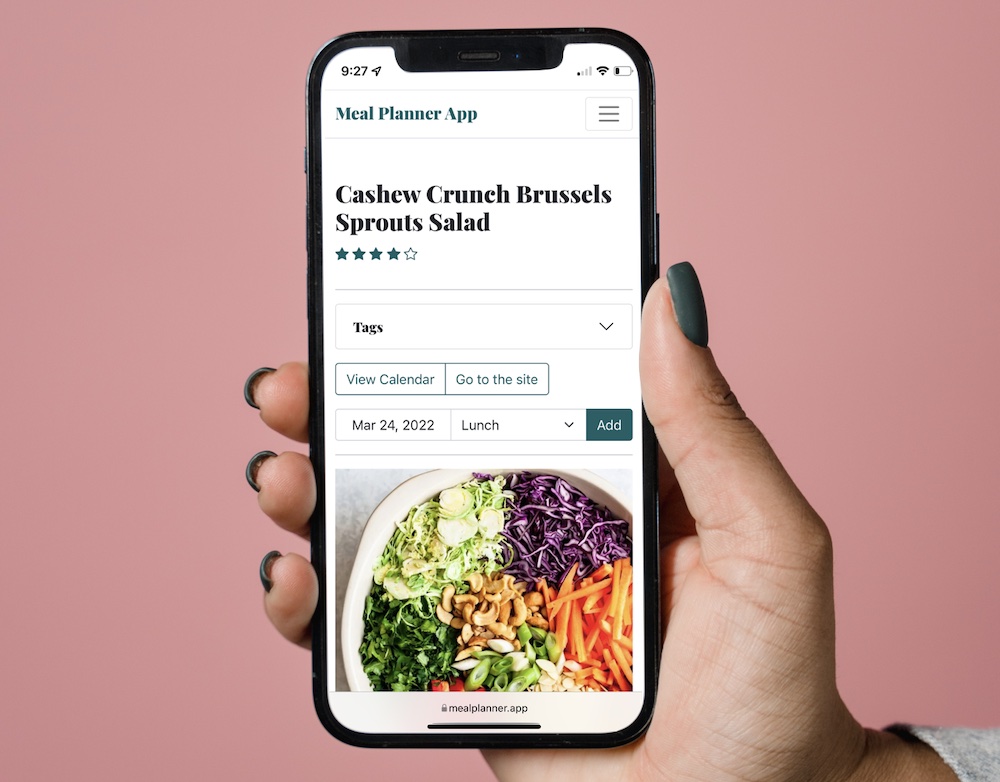 9:27
Meal Planner App
Cashew Crunch Brussels
Sprouts Salad
Tags
View Calendar Go to the site
Mar 24, 2022 Lunch Add
mealplanner.app